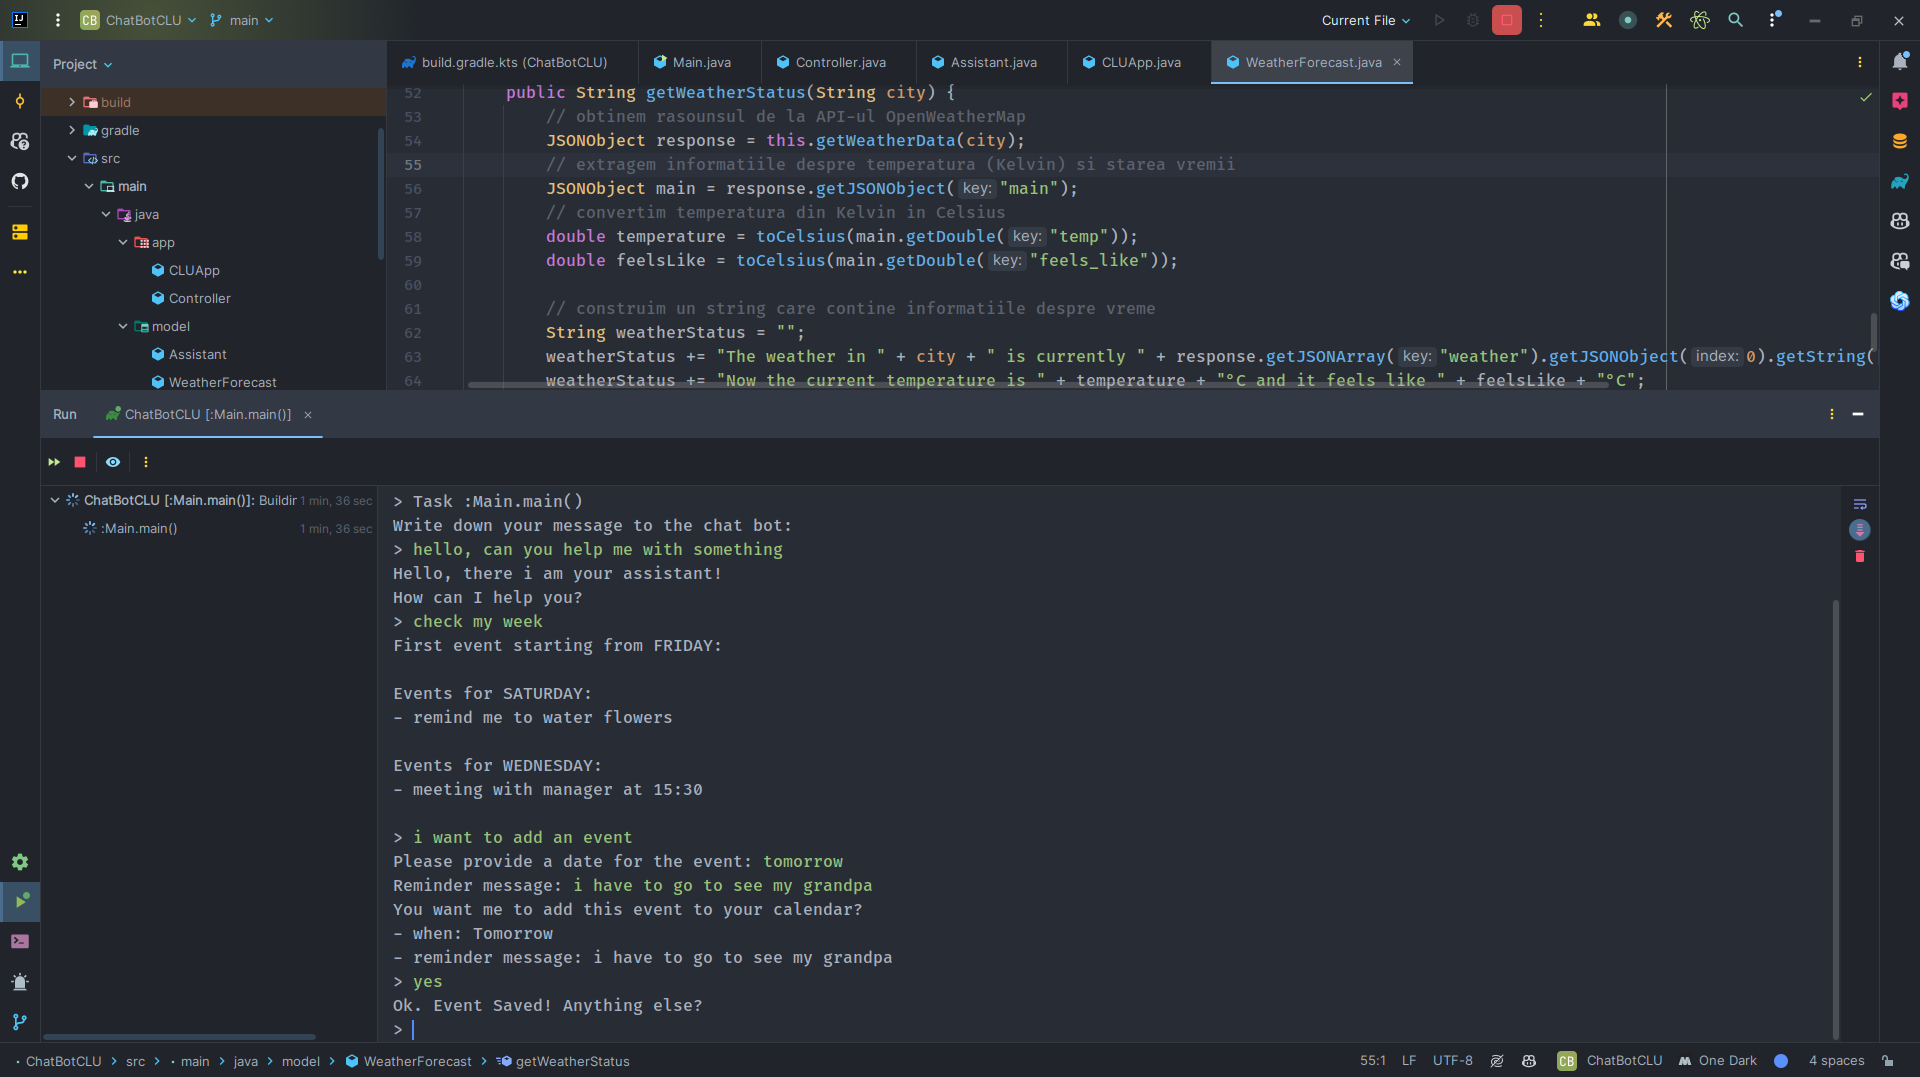 CB ChatBotCLU main Current File
Project
build.gradle.kts (ChatBotCLU) Main.java Controller.java Assistant.java CLUApp.java WeatherForecast.java
build
gradle
src
main
java
app
CLUApp
Controller
model
Assistant
WeatherForecast
52 public String getWeatherStatus(String city) {
53 // obtinem rasounsul de la API-ul OpenWeatherMap
54 JSONObject response = this.getWeatherData(city);
55 // extragem informatiile despre temperatura (Kelvin) si starea vremii
56 JSONObject main = response.getJSONObject( key: "main");
57 // convertim temperatura din Kelvin in Celsius
58 double temperature = toCelsius(main.getDouble( key: "temp"));
59 double feelsLike = toCelsius(main.getDouble( key: "feels_like"));
60
61 // construim un string care contine informatiile despre vreme
62 String weatherStatus = "";
63 weatherStatus += "The weather in " + city + " is currently " + response.getJSONArray( key: "weather").getJSONObject( index: 0).getString(
64 weatherStatus += "Now the current temperature is " + temperature + "°C and it feels like " + feelsLike + "°C";
Run ChatBotCLU [:Main.main()]
ChatBotCLU [:Main.main()]: Buildin 1 min, 36 sec
:Main.main() 1 min, 36 sec
> Task :Main.main()
Write down your message to the chat bot:
> hello, can you help me with something
Hello, there i am your assistant!
How can I help you?
> check my week
First event starting from FRIDAY:
Events for SATURDAY:
- remind me to water flowers
Events for WEDNESDAY:
- meeting with manager at 15:30
> i want to add an event
Please provide a date for the event: tomorrow
Reminder message: i have to go to see my grandpa
You want me to add this event to your calendar?
- when: Tomorrow
- reminder message: i have to go to see my grandpa
> yes
Ok. Event Saved! Anything else?
>
ChatBotCLU > src > main > java > model > WeatherForecast > getWeatherStatus 55:1 LF UTF-8 CB ChatBotCLU One Dark 4 spaces